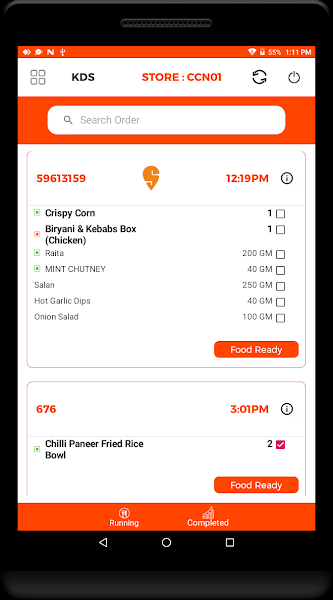 55% 1:11 PM
KDS STORE : CCN01
Search Order
59613159 12:19PM
Crispy Corn 1
Biryani & Kebabs Box 1
(Chicken)
Raita 200 GM
MINT CHUTNEY 40 GM
Salan 250 GM
Hot Garlic Dips 40 GM
Onion Salad 100 GM
Food Ready
676 3:01PM
Chilli Paneer Fried Rice 2
Bowl
Food Ready
Running Completed